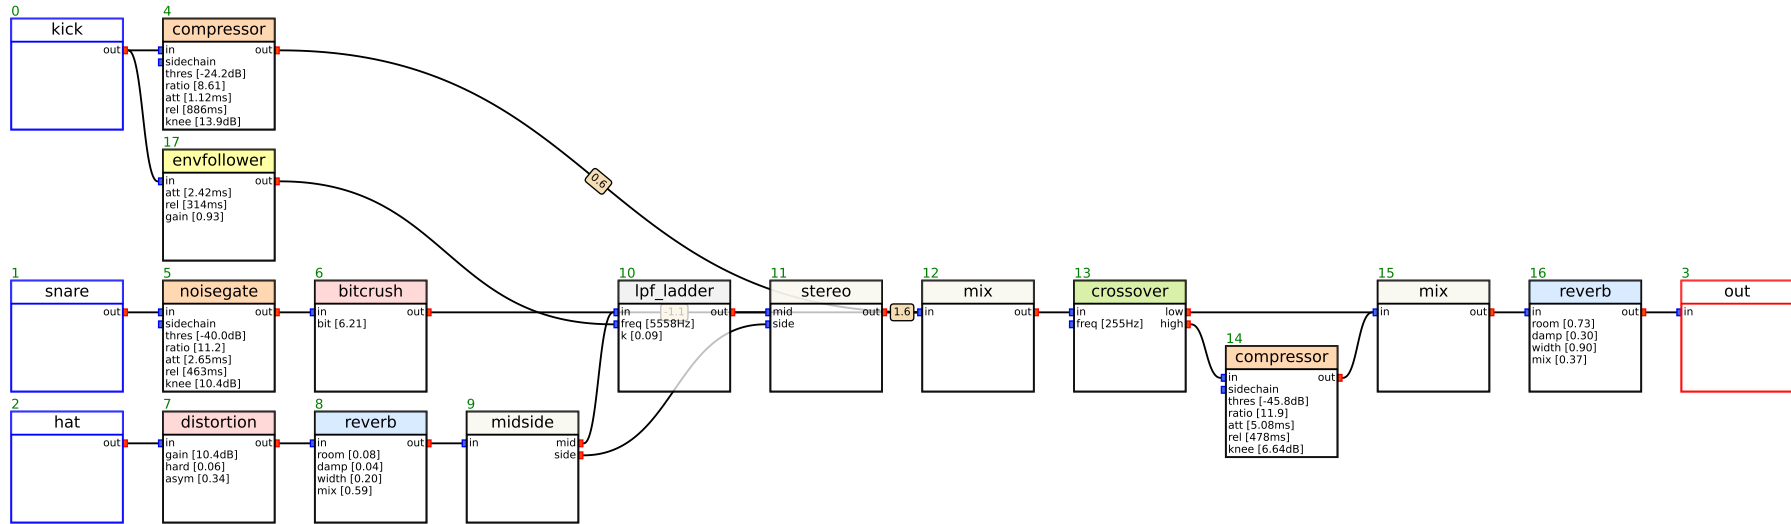 0
kick
out
4
compressor
in out
sidechain
thres [-24.2dB]
ratio [8.61]
att [1.12ms]
rel [886ms]
knee [13.9dB]
17
envfollower
in out
att [2.42ms]
rel [314ms]
gain [0.93]
0.6
1
snare
out
5
noisegate
in out
sidechain
thres [-40.0dB]
ratio [11.2]
att [2.65ms]
rel [463ms]
knee [10.4dB]
6
bitcrush
in out
bit [6.21]
10
lpf_ladder
in -1.1 out
freq [5558Hz]
k [0.09]
11
stereo
mid out
side
1.6
12
mix
in out
13
crossover
in low
freq [255Hz] high
14
compressor
in out
sidechain
thres [-45.8dB]
ratio [11.9]
att [5.08ms]
rel [478ms]
knee [6.64dB]
15
mix
in out
16
reverb
in out
room [0.73]
damp [0.30]
width [0.90]
mix [0.37]
3
out
in
2
hat
out
7
distortion
in out
gain [10.4dB]
hard [0.06]
asym [0.34]
8
reverb
in out
room [0.08]
damp [0.04]
width [0.20]
mix [0.59]
9
midside
in mid
side